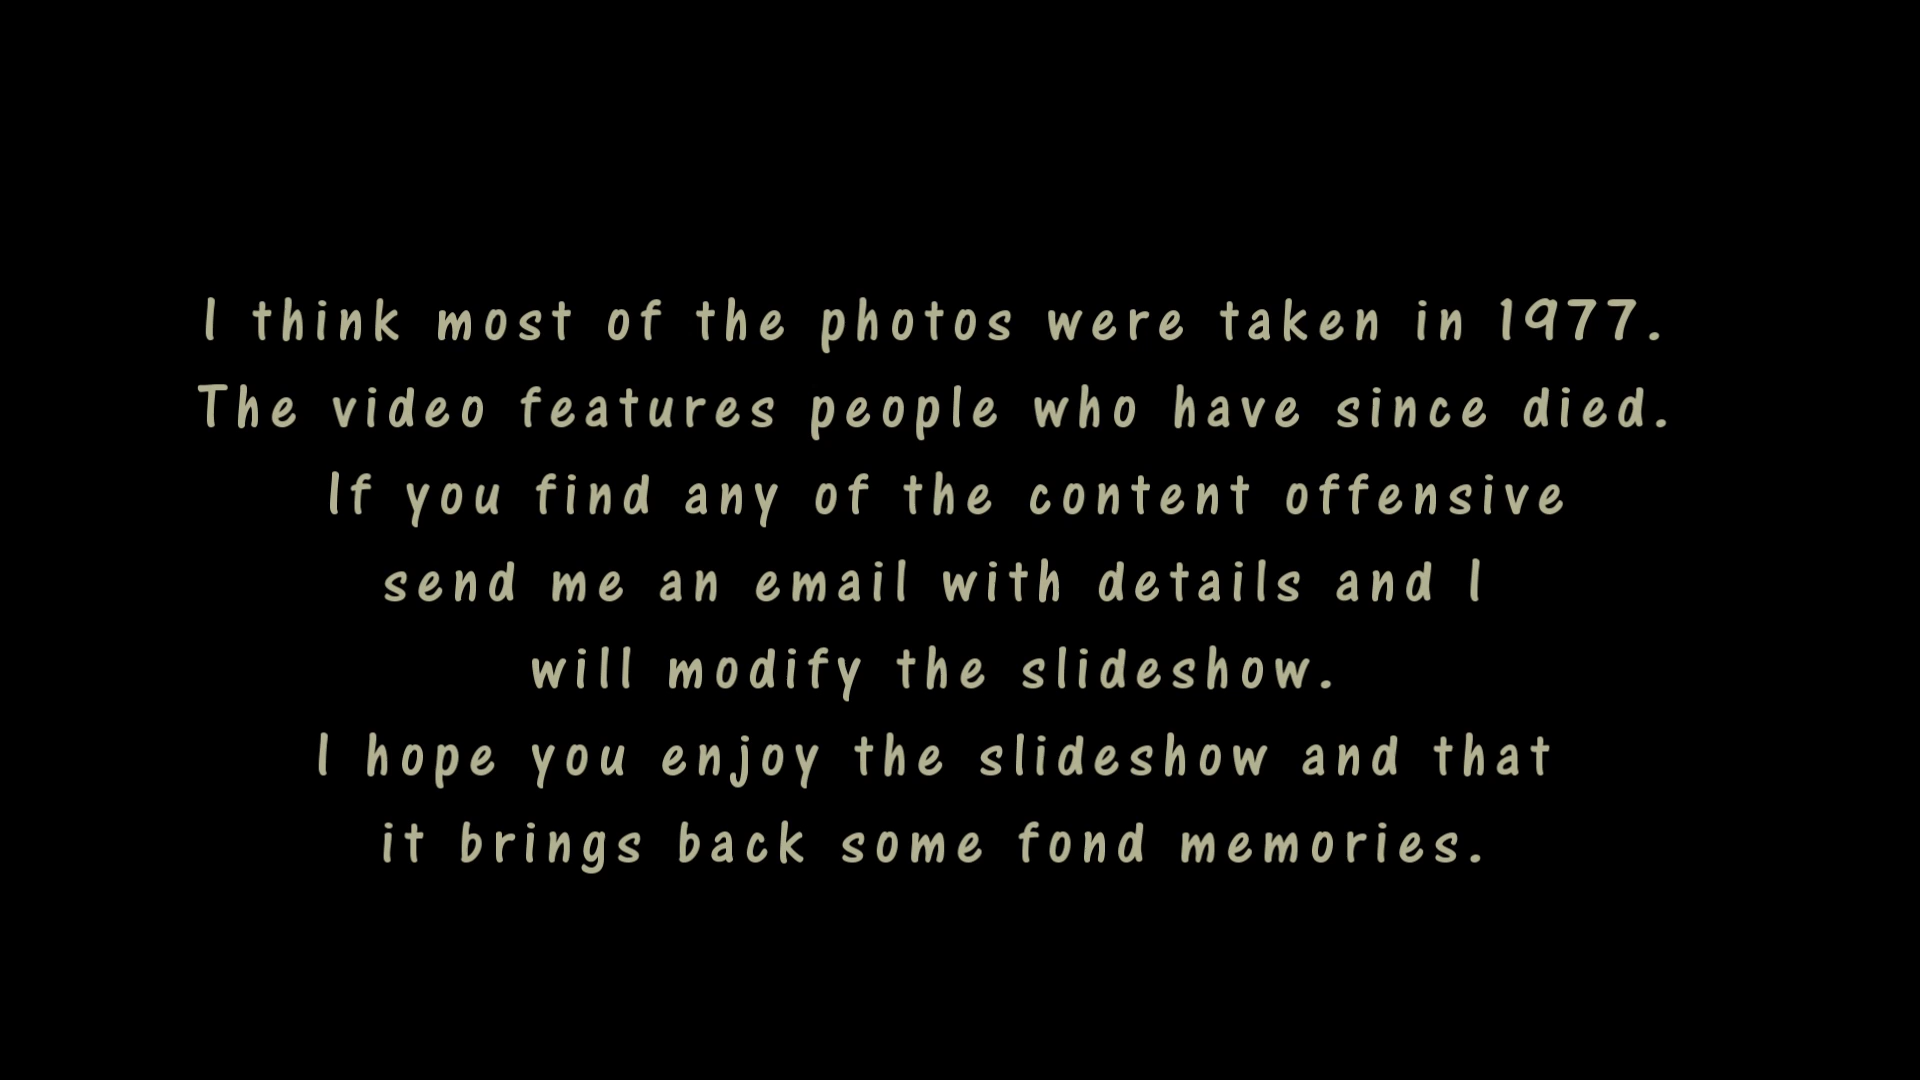 I think most of the photos were taken in 1977.
The video features people who have since died.
If you find any of the content offensive
send me an email with details and I
will modify the slideshow.
I hope you enjoy the slideshow and that
it brings back some fond memories.